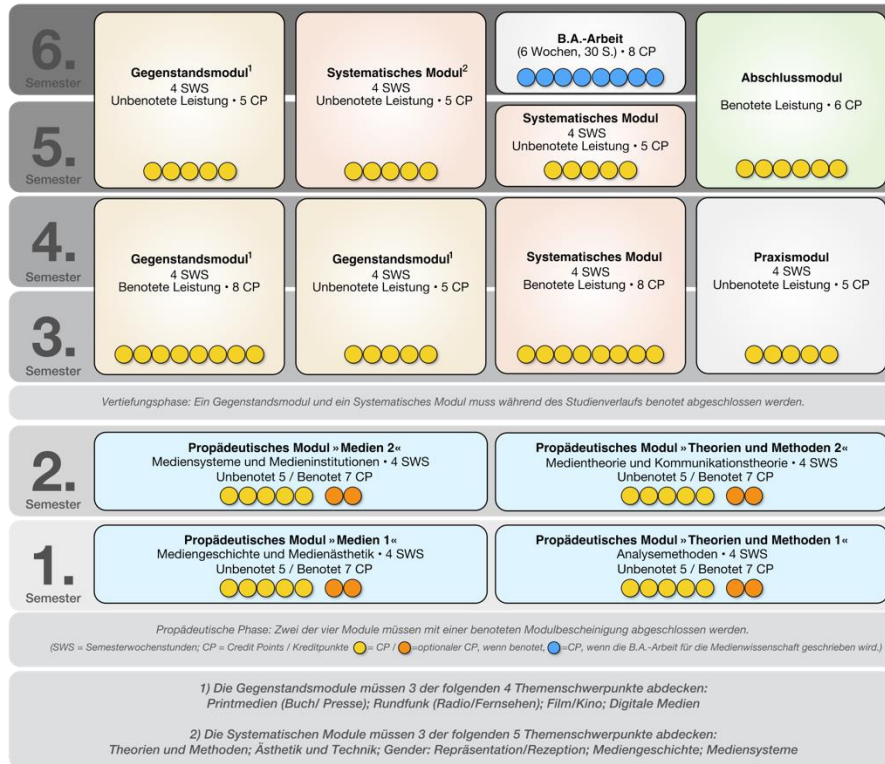 6.
Semester
Gegenstandsmodul¹
4 SWS
Unbenotete Leistung • 5 CP
Systematisches Modul²
4 SWS
Unbenotete Leistung • 5 CP
B.A.-Arbeit
(6 Wochen, 30 S.) • 8 CP
Abschlussmodul
Benotete Leistung • 6 CP
5.
Semester
Systematisches Modul
4 SWS
Unbenotete Leistung • 5 CP
4.
Semester
Gegenstandsmodul¹
4 SWS
Benotete Leistung • 8 CP
Gegenstandsmodul¹
4 SWS
Unbenotete Leistung • 5 CP
Systematisches Modul
4 SWS
Benotete Leistung • 8 CP
Praxismodul
4 SWS
Unbenotete Leistung • 5 CP
3.
Semester
Vertiefungsphase: Ein Gegenstandsmodul und ein Systematisches Modul muss während des Studienverlaufs benotet abgeschlossen werden.
2.
Semester
Propädeutisches Modul »Medien 2«
Mediensysteme und Medieninstitutionen • 4 SWS
Unbenotet 5 / Benotet 7 CP
Propädeutisches Modul »Theorien und Methoden 2«
Medientheorie und Kommunikationstheorie • 4 SWS
Unbenotet 5 / Benotet 7 CP
1.
Semester
Propädeutisches Modul »Medien 1«
Mediengeschichte und Medienästhetik • 4 SWS
Unbenotet 5 / Benotet 7 CP
Propädeutisches Modul »Theorien und Methoden 1«
Analysemethoden • 4 SWS
Unbenotet 5 / Benotet 7 CP
Propädeutische Phase: Zwei der vier Module müssen mit einer benoteten Modulbescheinigung abgeschlossen werden.
(SWS = Semesterwochenstunden; CP = Credit Points / Kreditpunkte = CP / =optionaler CP, wenn benotet, =CP, wenn die B.A.-Arbeit für die Medienwissenschaft geschrieben wird.)
1) Die Gegenstandsmodule müssen 3 der folgenden 4 Themenschwerpunkte abdecken:
Printmedien (Buch/ Presse); Rundfunk (Radio/Fernsehen); Film/Kino; Digitale Medien
2) Die Systematischen Module müssen 3 der folgenden 5 Themenschwerpunkte abdecken:
Theorien und Methoden; Ästhetik und Technik; Gender: Repräsentation/Rezeption; Mediengeschichte; Mediensysteme